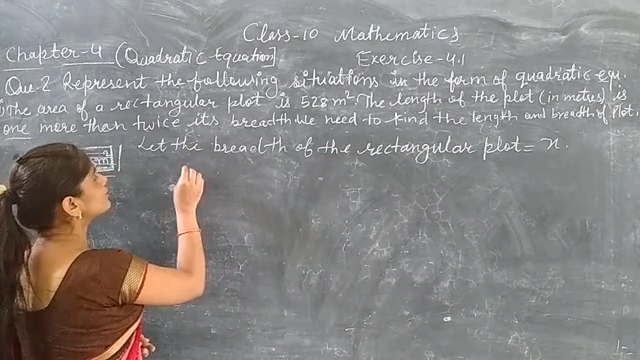 Class-10 Mathematics
Chapter-4 (Quadratic Equation) Exercise-4.1
Que 2 Represent the following situations in the form of quadratic equ.
The area of a rectangular plot is 528m². The length of the plot (in metres) is
one more than twice its breadth. We need to find the length and breadth of Plot.
Let the breadth of the rectangular plot = x.